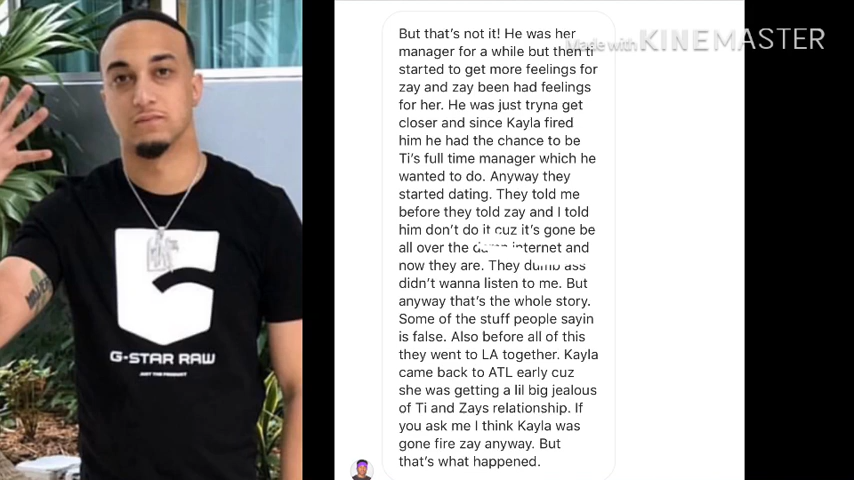 But that's not it! He was her
manager for a while but then ti
started to get more feelings for
zay and zay been had feelings
for her. He was just tryna get
closer and since Kayla fired
him he had the chance to be
Ti's full time manager which he
wanted to do. Anyway they
started dating. They told me
before they told zay and I told
him don't do it cuz it's gone be
all over the internet and
now they are. They dumb ass
didn't wanna listen to me. But
anyway that's the whole story.
Some of the stuff people sayin
is false. Also before all of this
they went to LA together. Kayla
came back to ATL early cuz
she was getting a lil big jealous
of Ti and Zays relationship. If
you ask me I think Kayla was
gone fire zay anyway. But
that's what happened.
Made with KINEMASTER
G-STAR RAW
JUST THE PRODUCT